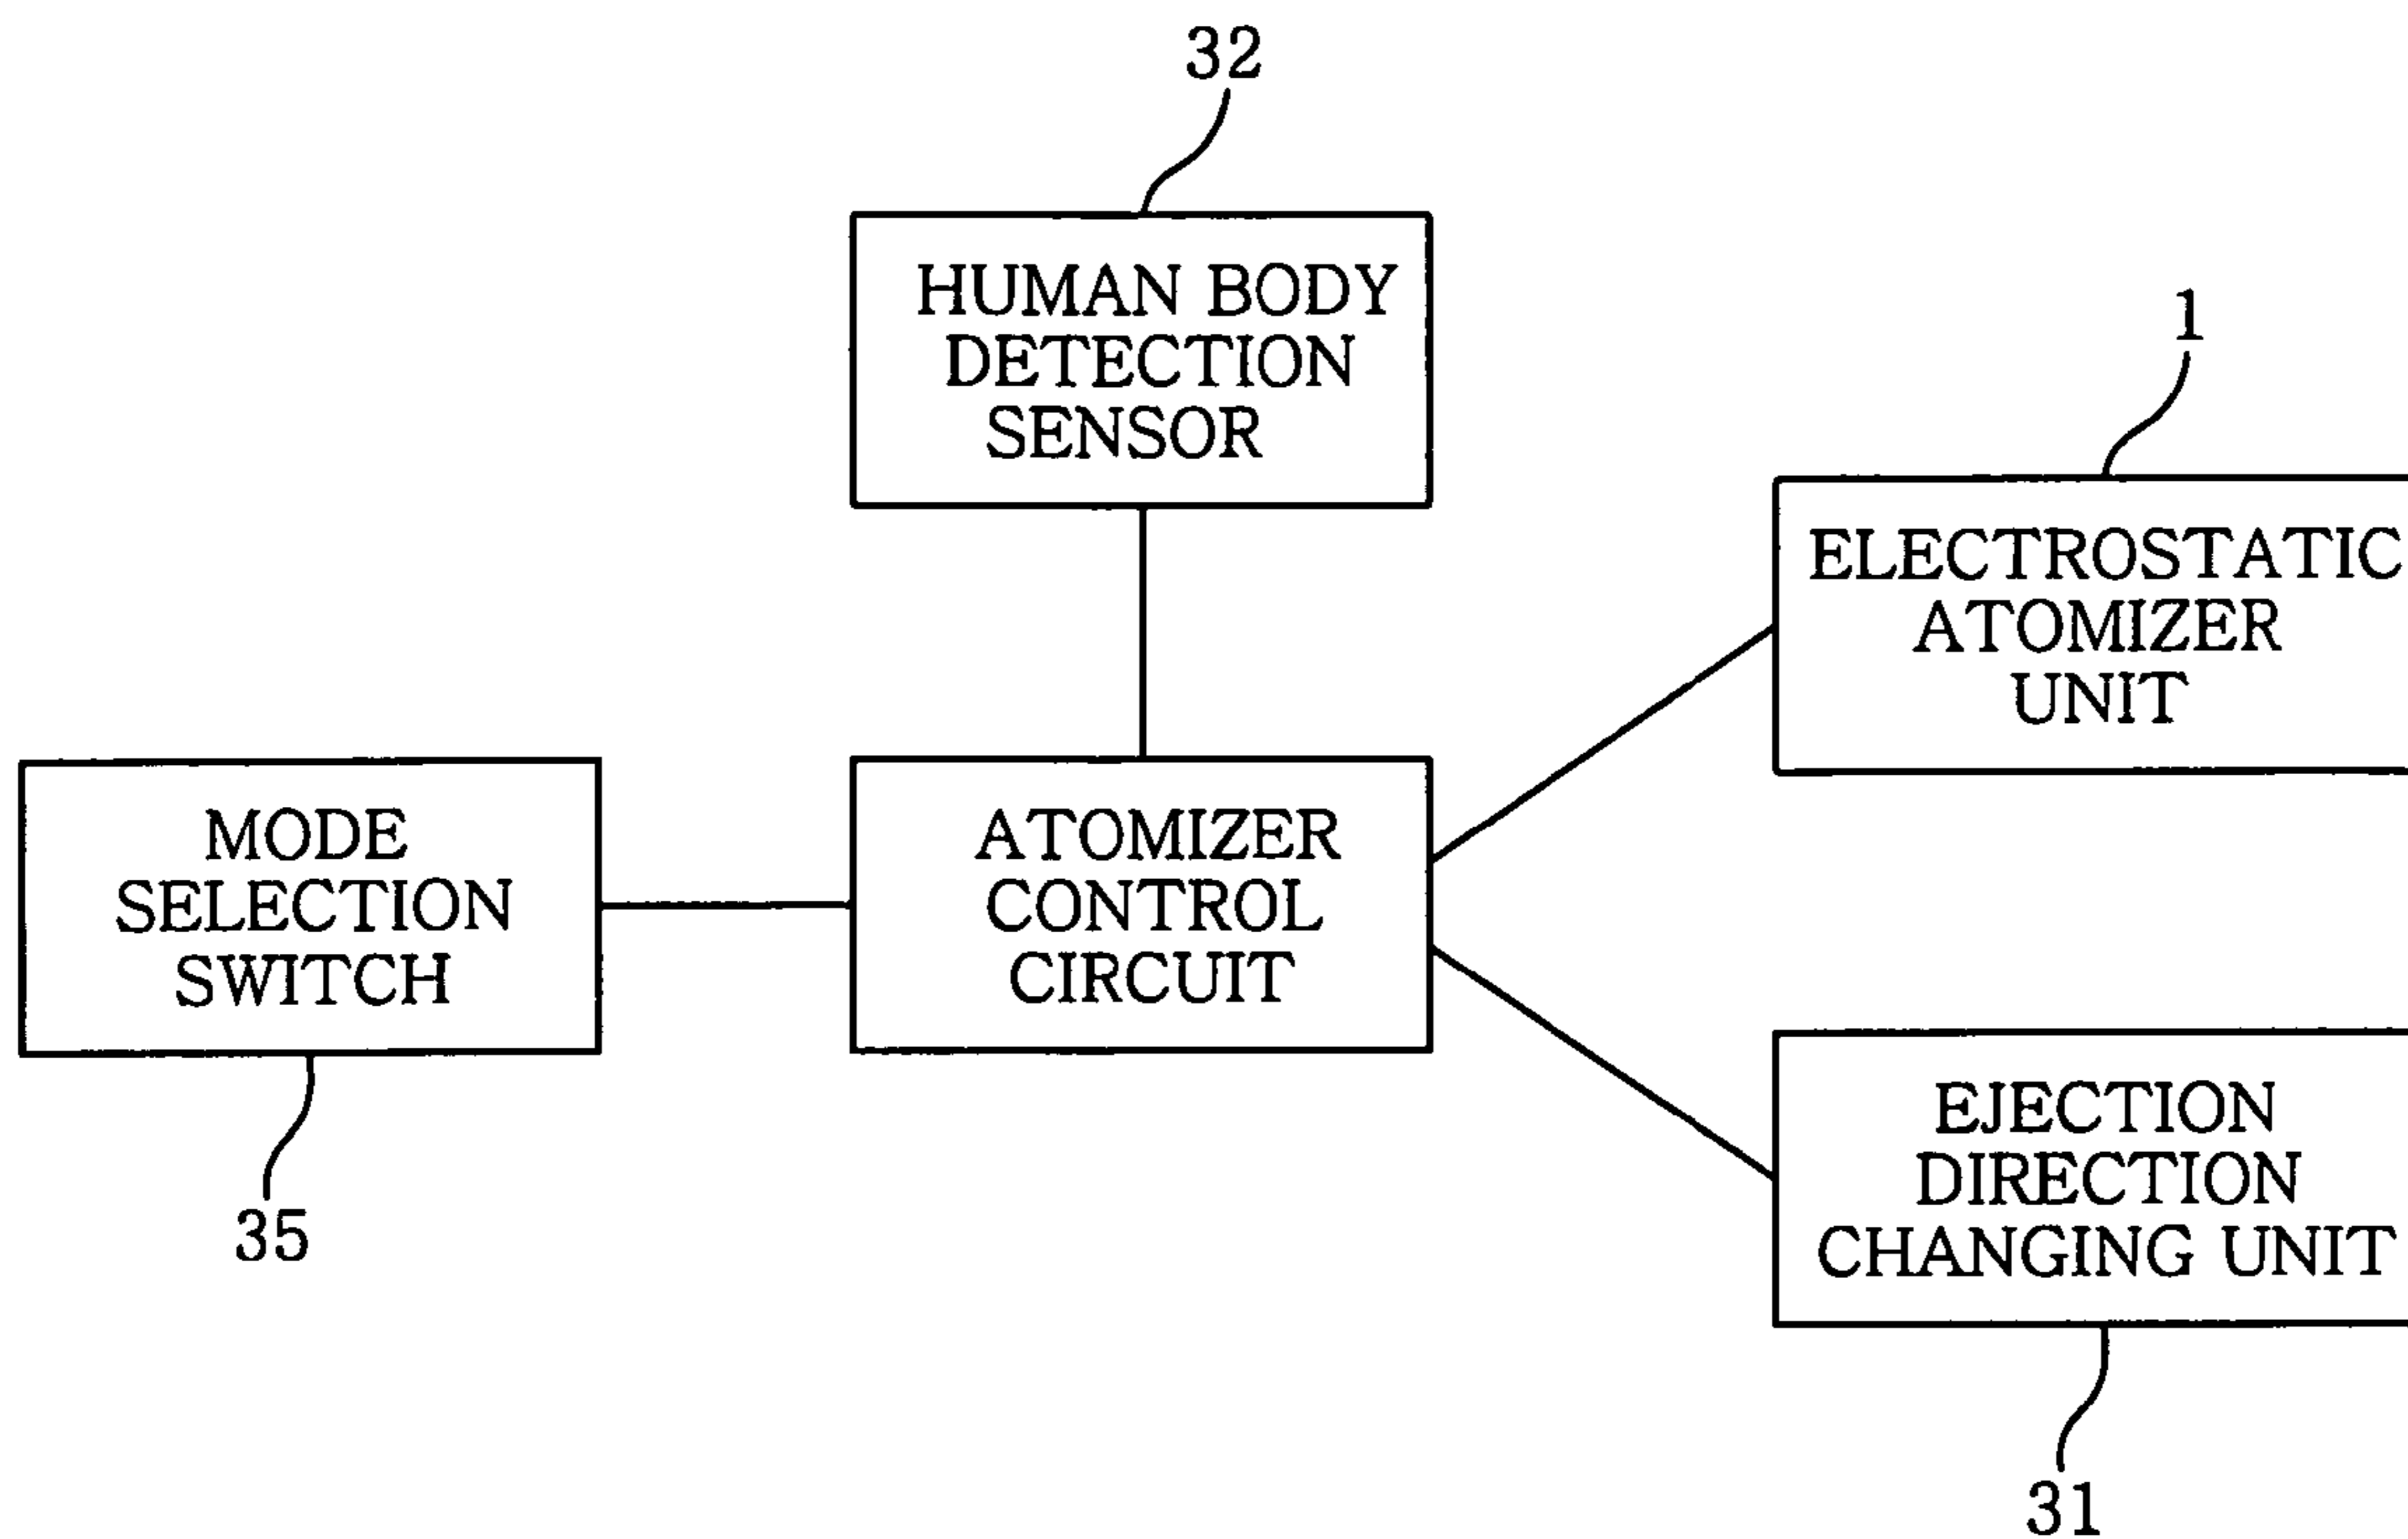 32
HUMAN BODY
DETECTION
SENSOR
1
ELECTROSTATIC
ATOMIZER
UNIT
MODE
SELECTION
SWITCH
ATOMIZER
CONTROL
CIRCUIT
EJECTION
DIRECTION
CHANGING UNIT
35
31